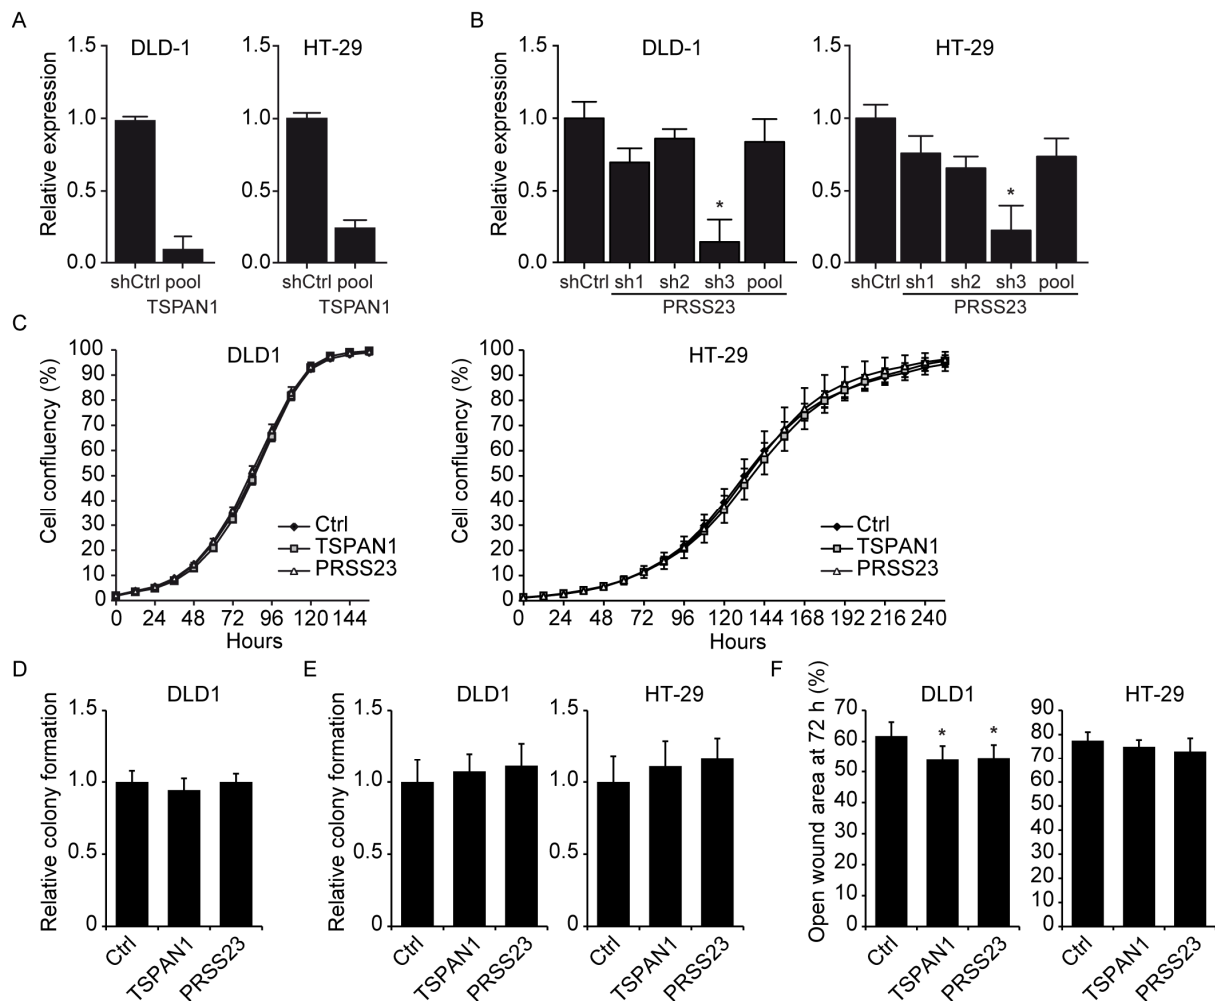 A
DLD-1
HT-29
Relative expression
1.5
1.0
0.5
0.0
shCtrl pool
TSPAN1
1.5
1.0
0.5
0.0
shCtrl pool
TSPAN1
B
DLD-1
HT-29
Relative expression
1.5
1.0
0.5
0.0
*
shCtrl sh1 sh2 sh3 pool
PRSS23
1.5
1.0
0.5
0.0
*
shCtrl sh1 sh2 sh3 pool
PRSS23
C
DLD1
Cell confluency (%)
100
90
80
70
60
50
40
30
20
10
0
Ctrl
TSPAN1
PRSS23
0 24 48 72 96 120 144
Hours
HT-29
Cell confluency (%)
100
90
80
70
60
50
40
30
20
10
0
Ctrl
TSPAN1
PRSS23
0 24 48 72 96 120 144 168 192 216 240
Hours
D
DLD1
Relative colony formation
1.5
1.0
0.5
0
Ctrl TSPAN1 PRSS23
E
DLD1
Relative colony formation
1.5
1.0
0.5
0
Ctrl TSPAN1 PRSS23
HT-29
1.5
1.0
0.5
0
Ctrl TSPAN1 PRSS23
F
DLD1
Open wound area at 72 h (%)
70
60
50
40
30
20
10
0
* *
Ctrl TSPAN1 PRSS23
HT-29
90
80
70
60
50
40
30
20
10
0
Ctrl TSPAN1 PRSS23